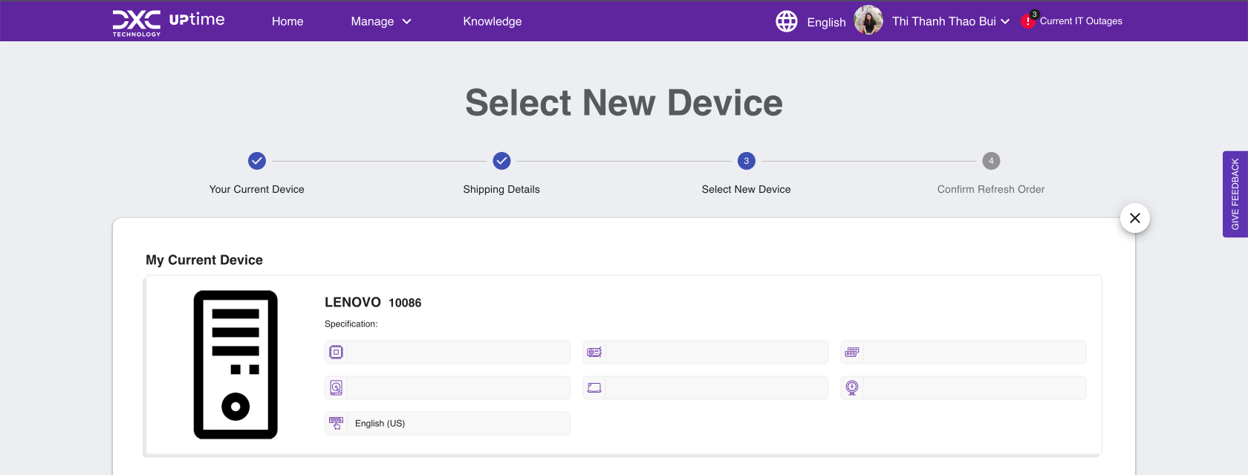 DXC TECHNOLOGY UPtime Home Manage Knowledge English Thi Thanh Thao Bui 3 Current IT Outages
Select New Device
3 4
Your Current Device Shipping Details Select New Device Confirm Refresh Order
GIVE FEEDBACK
My Current Device
LENOVO 10086
Specification:
English (US)